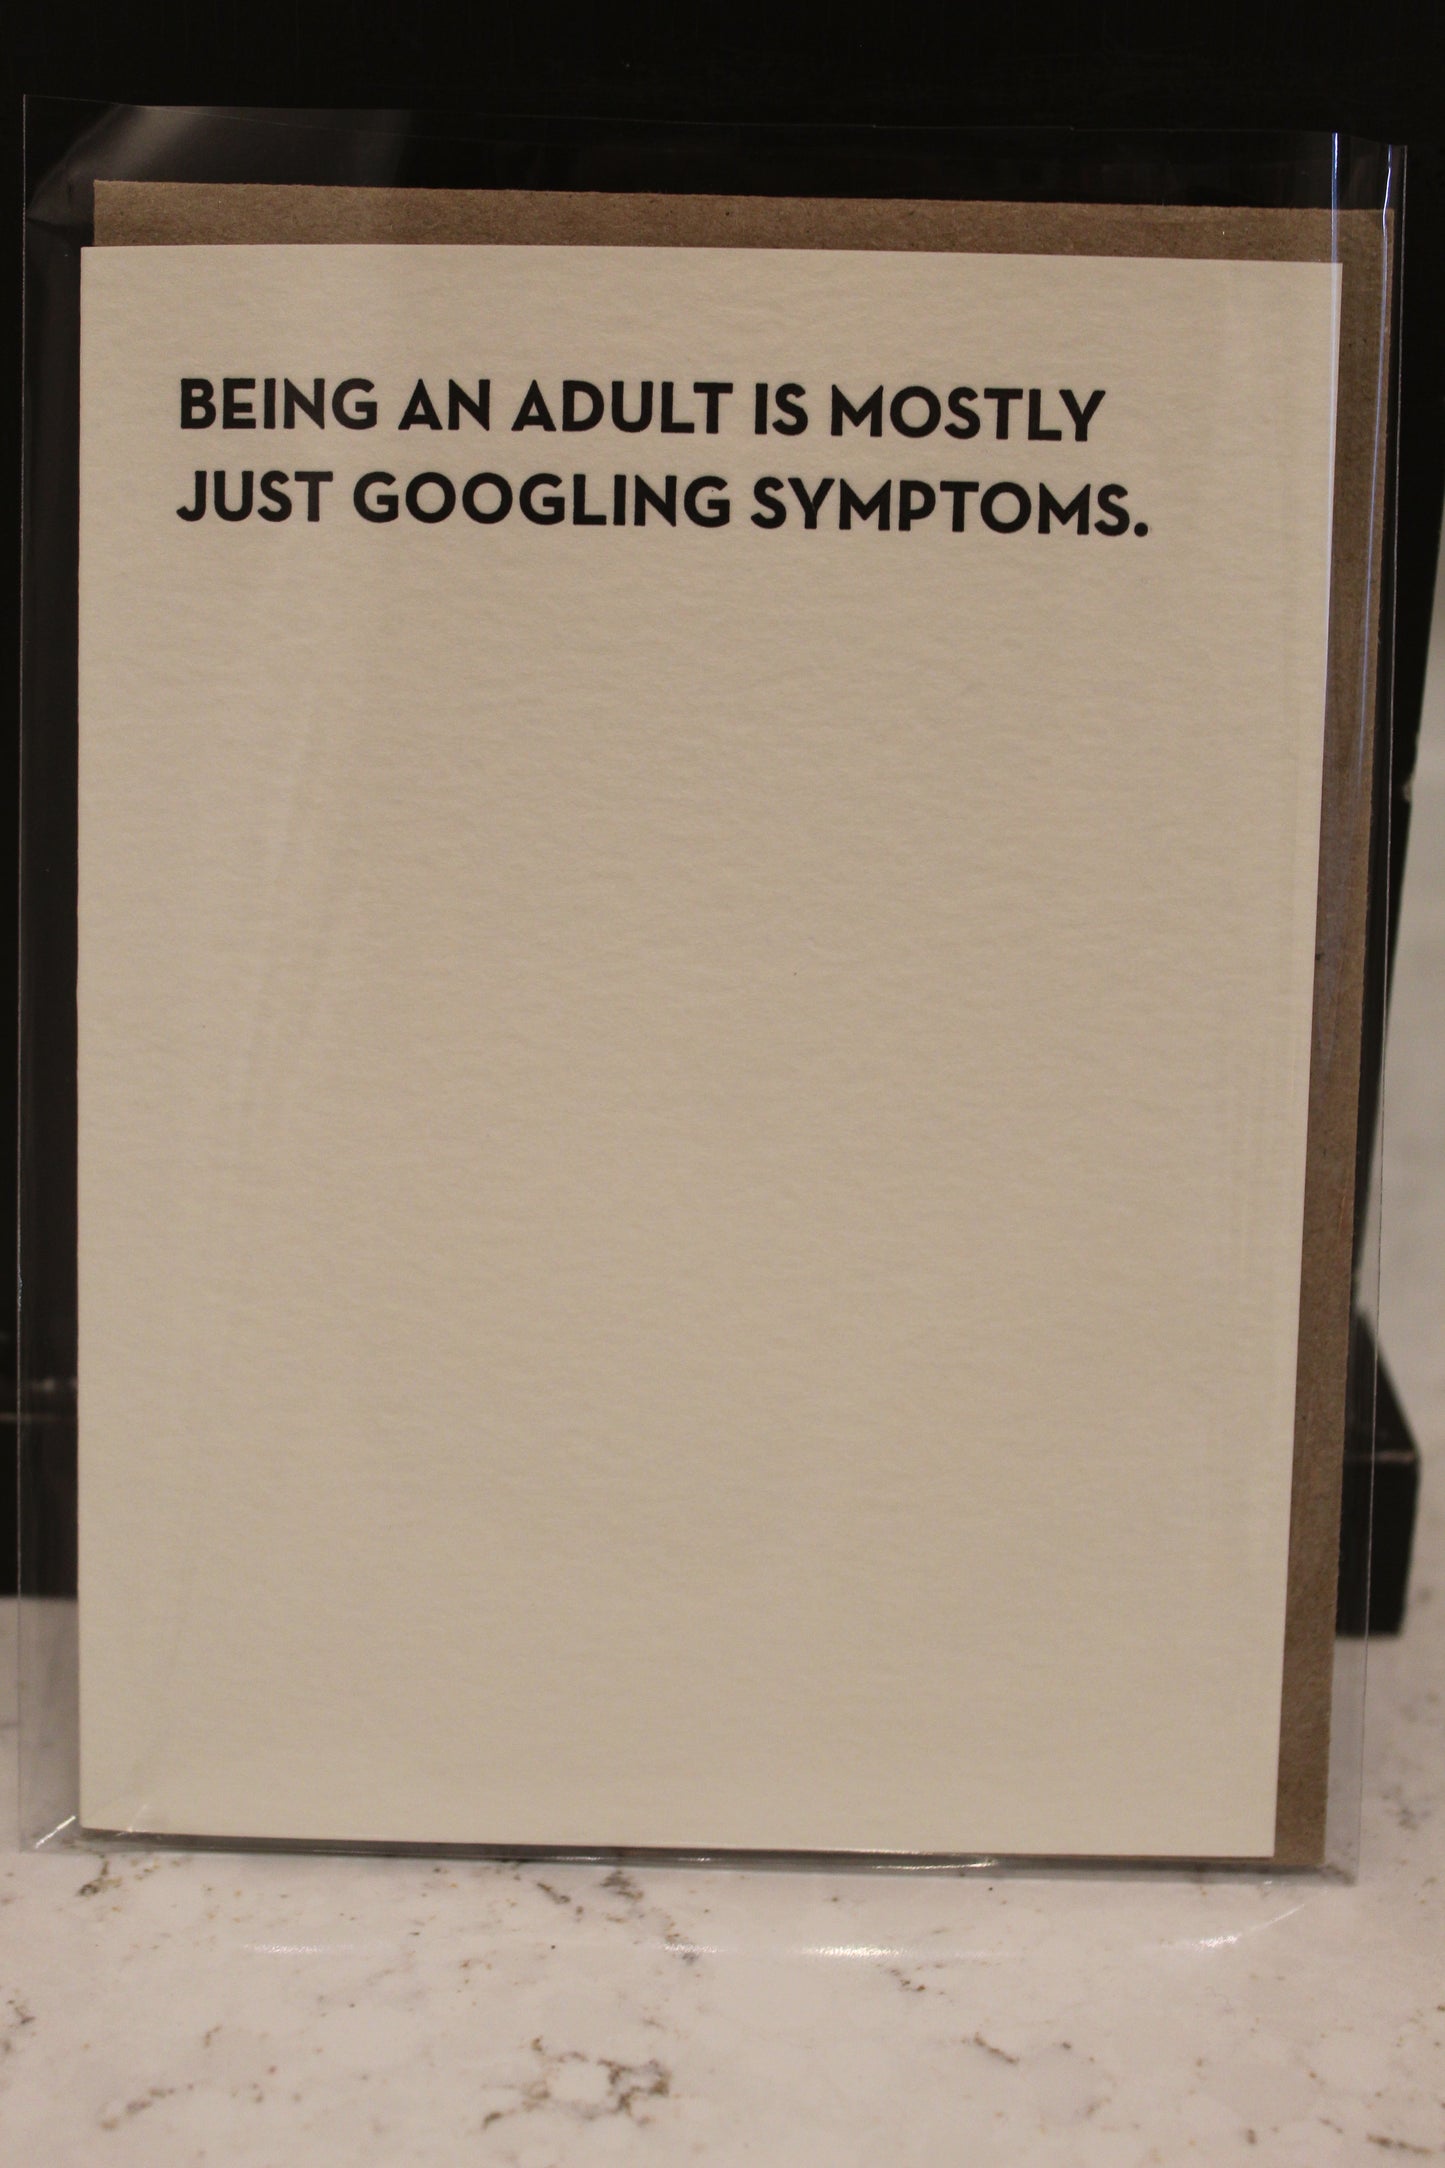 BEING AN ADULT IS MOSTLY
JUST GOOGLING SYMPTOMS.